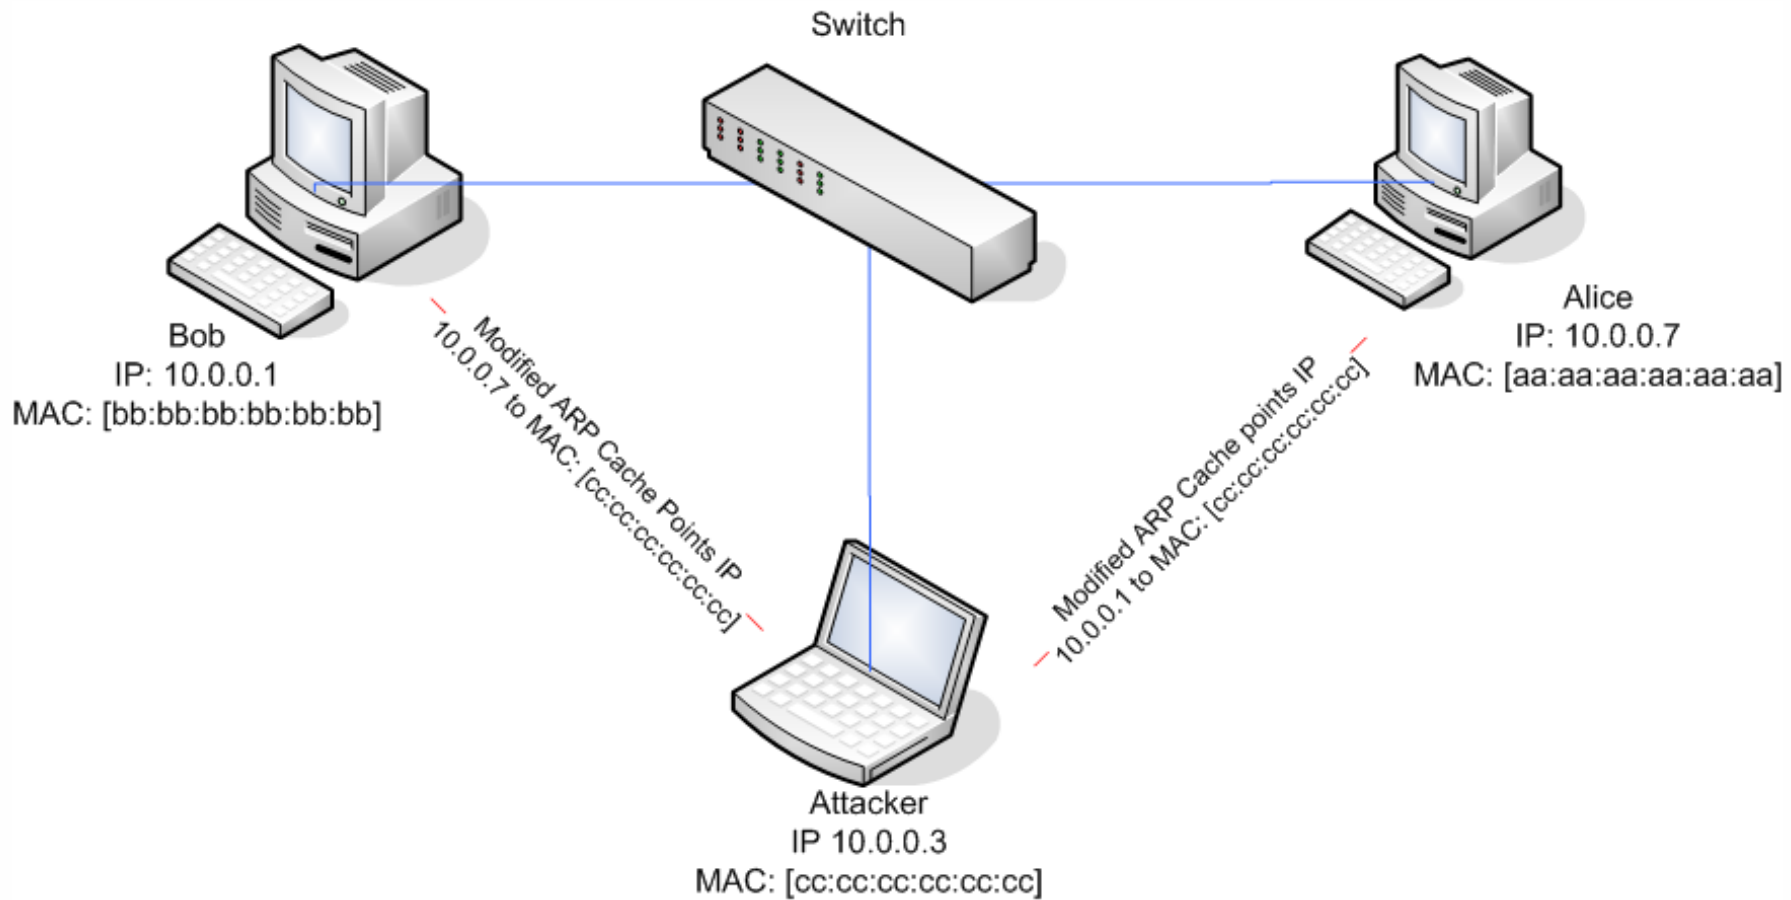 Switch
Bob
IP: 10.0.0.1
MAC: [bb:bb:bb:bb:bb:bb]
Alice
IP: 10.0.0.7
MAC: [aa:aa:aa:aa:aa:aa]
Modified ARP Cache Points IP
10.0.0.7 to MAC: [cc:cc:cc:cc:cc:cc]
Modified ARP Cache points IP
10.0.0.1 to MAC: [cc:cc:cc:cc:cc:cc]
Attacker
IP 10.0.0.3
MAC: [cc:cc:cc:cc:cc:cc]